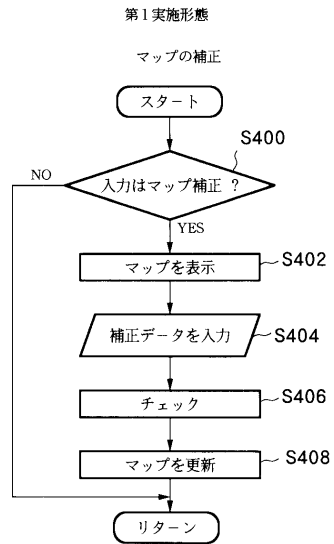 第1実施形態
マップの補正
スタート
S400
入力はマップ補正 ?
NO
YES
マップを表示
S402
補正データを入力
S404
チェック
S406
マップを更新
S408
リターン